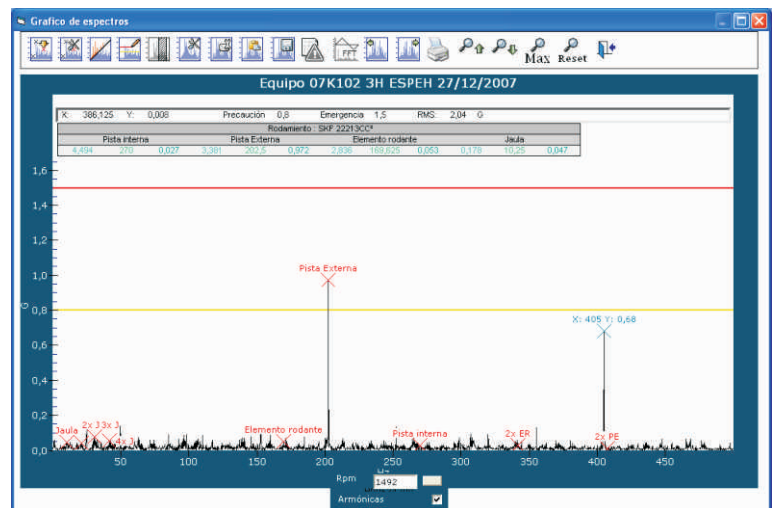 Grafico de espectros
Max Reset
Equipo 07K102 3H ESPEH 27/12/2007
X: 386,125 Y: 0,008 Precaución 0,8 Emergencia 1,5 RMS: 2,04 G
Rodamiento : SKF 22213CC*
Pista interna Pista Externa Elemento rodante Jaula
4,494 270 0,027 3,381 202,5 0,972 2,836 169,625 0,053 0,178 10,25 0,047
1,6
1,4
1,2
Pista Externa
1,0
G
0,8
X: 405 Y: 0,68
0,6
0,4
0,2
Jaula 2x J 3x J 4x J Elemento rodante Pista interna 2x ER 2x PE
0,0
50 100 150 200 250 300 350 400 450
Rpm 1492
Armónicas